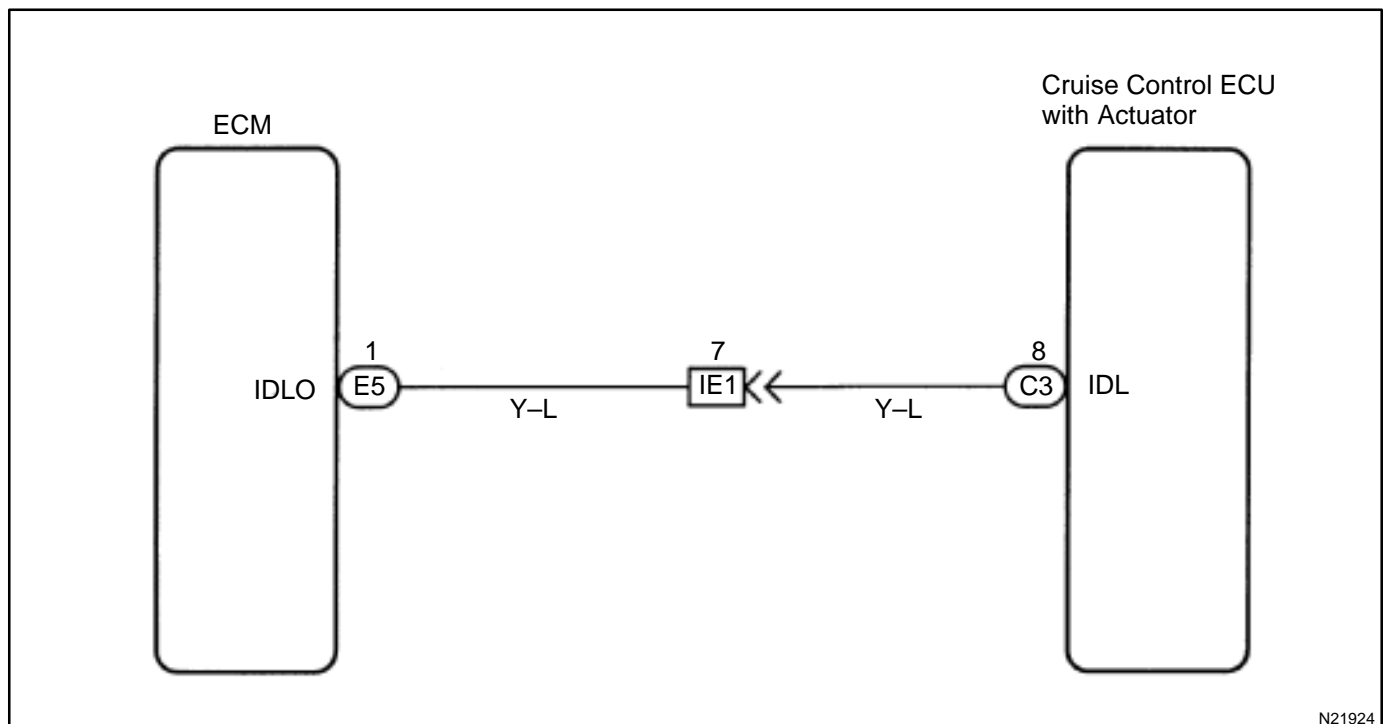 Cruise Control ECU
with Actuator
ECM
1
7
8
IDLO
E5
IE1
C3
IDL
Y–L
Y–L
N21924